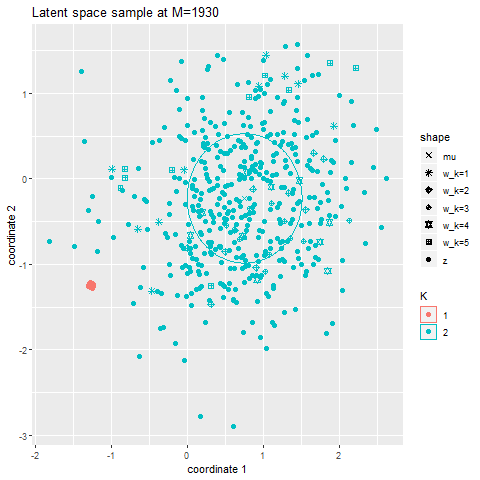 Latent space sample at M=1930
coordinate 2
1
0
-1
-2
-3
-2
-1
0
1
2
coordinate 1
shape
mu
w_k=1
w_k=2
w_k=3
w_k=4
w_k=5
z
K
1
2